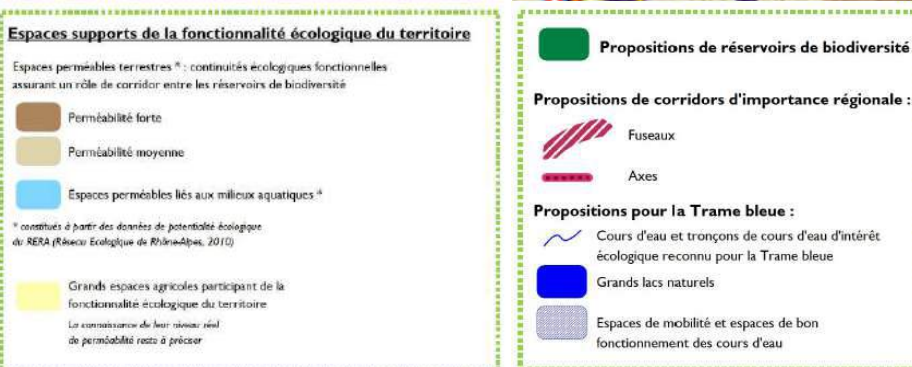 Espaces supports de la fonctionnalité écologique du territoire
Espaces perméables terrestres * : continuités écologiques fonctionnelles
assurant un rôle de corridor entre les réservoirs de biodiversité
Perméabilité forte
Perméabilité moyenne
Espaces perméables liés aux milieux aquatiques *
* constitués à partir des données de potentialité écologique
du RERA (Réseau Ecologique de Rhône-Alpes, 2010)
Grands espaces agricoles participant de la
fonctionnalité écologique du territoire
La connaissance de leur niveau réel
de perméabilité reste à préciser
Propositions de réservoirs de biodiversité
Propositions de corridors d'importance régionale :
Fuseaux
Axes
Propositions pour la Trame bleue :
Cours d'eau et tronçons de cours d'eau d'intérêt
écologique reconnu pour la Trame bleue
Grands lacs naturels
Espaces de mobilité et espaces de bon
fonctionnement des cours d'eau